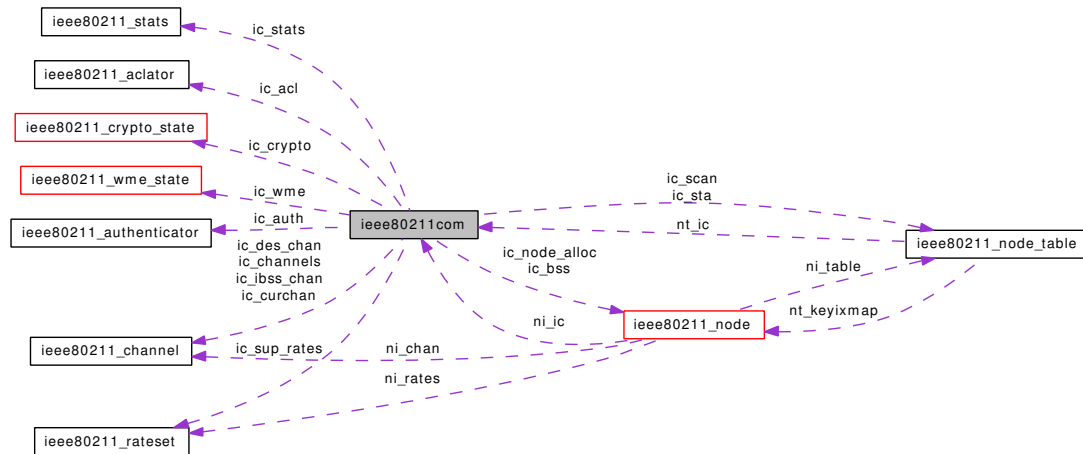 ieee80211_stats
ic_stats
ieee80211_aclator
ic_acl
ieee80211_crypto_state
ic_crypto
ieee80211_wme_state
ic_wme
ieee80211_authenticator
ic_auth
ic_des_chan
ic_channels
ic_ibss_chan
ic_curchan
ieee80211com
ic_scan
ic_sta
nt_ic
ieee80211_node_table
ic_node_alloc
ic_bss
ni_table
nt_keyixmap
ieee80211_node
ni_ic
ieee80211_channel
ic_sup_rates
ni_chan
ni_rates
ieee80211_rateset